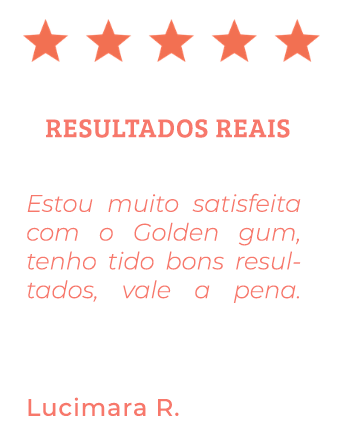 RESULTADOS REAIS
Estou muito satisfeita
com o Golden gum,
tenho tido bons resul-
tados, vale a pena.
Lucimara R.